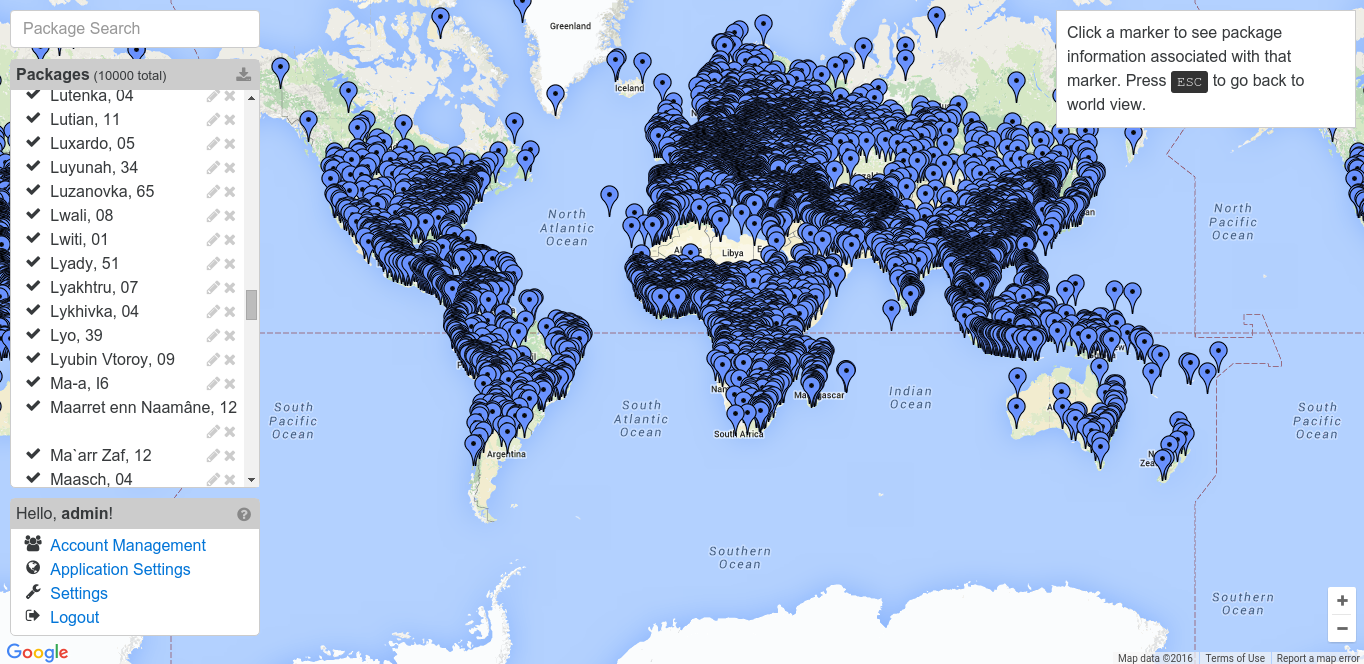 Package Search
Packages (10000 total)
Lutenka, 04
Lutian, 11
Luxardo, 05
Luyunah, 34
Luzanovka, 65
Lwali, 08
Lwiti, 01
Lyady, 51
Lyakhtru, 07
Lykhivka, 04
Lyo, 39
Lyubin Vtoroy, 09
Ma-a, I6
Maarret enn Naamâne, 12
Ma`arr Zaf, 12
Maasch, 04
Hello, admin!
Account Management
Application Settings
Settings
Logout
Google
Click a marker to see package
information associated with that
marker. Press ESC to go back to
world view.
Greenland
Iceland
North
Atlantic
Ocean
Libya
North
Pacific
Ocean
South
Pacific
Ocean
South
Atlantic
Ocean
Indian
Ocean
South
Pacific
Ocean
South Africa
Argentina
Southern
Ocean
Southern
Ocean
+
−
Map data ©2016
Terms of Use
Report a map error